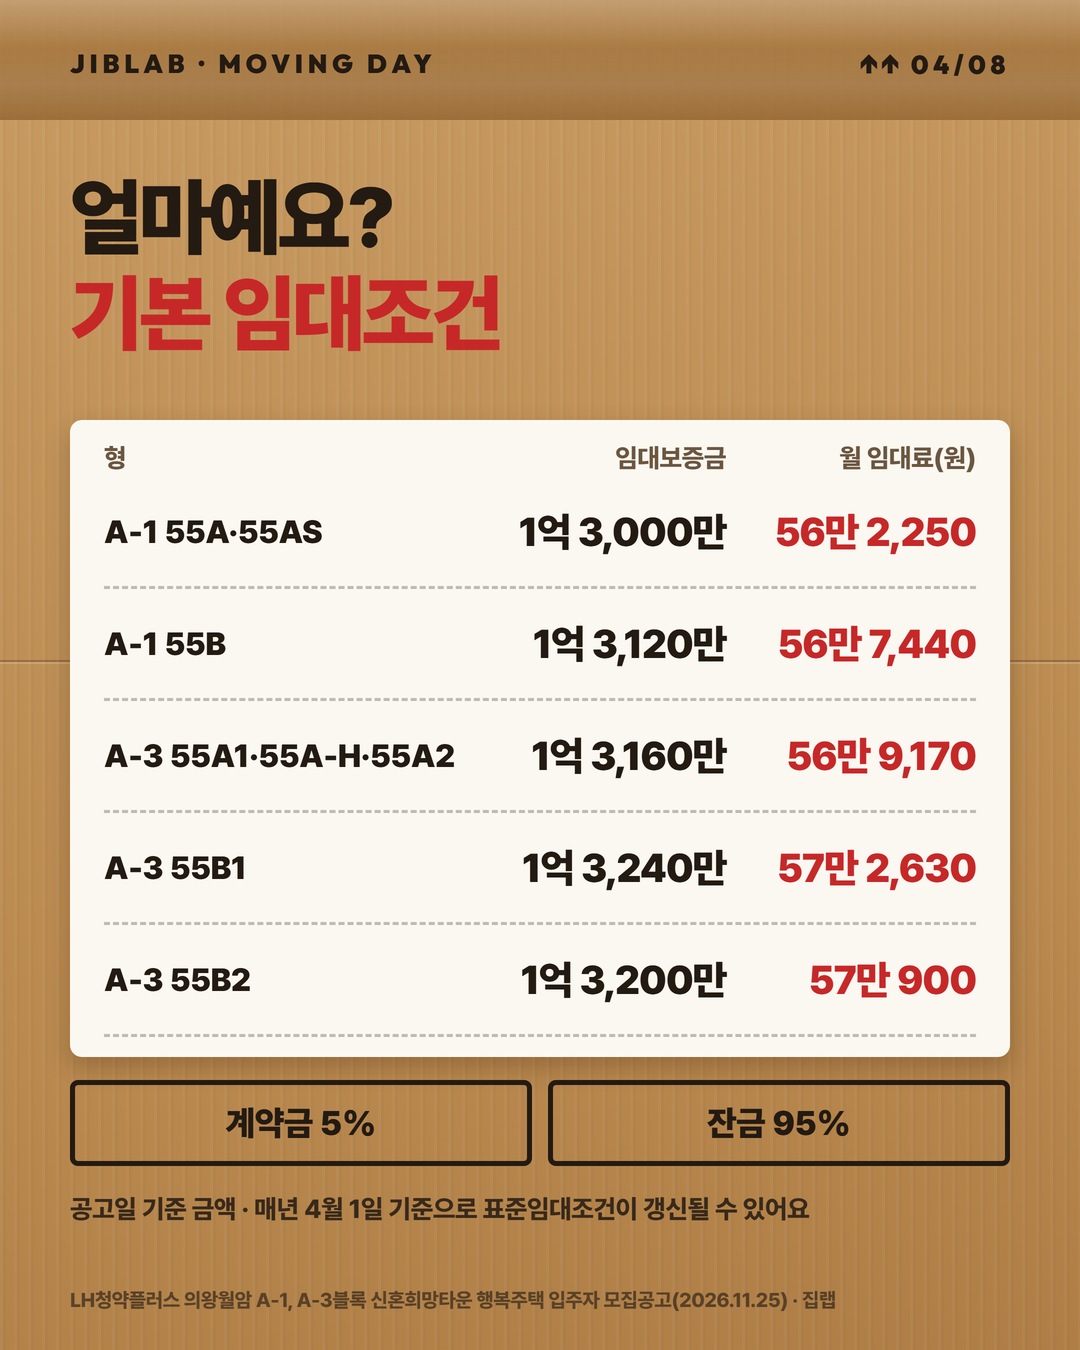 JIBLAB · MOVING DAY
↑↑ 04/08
얼마예요?
기본 임대조건
형 임대보증금 월 임대료(원)
A-1 55A·55AS 1억 3,000만 56만 2,250
A-1 55B 1억 3,120만 56만 7,440
A-3 55A1·55A-H·55A2 1억 3,160만 56만 9,170
A-3 55B1 1억 3,240만 57만 2,630
A-3 55B2 1억 3,200만 57만 900
계약금 5% 잔금 95%
공고일 기준 금액 · 매년 4월 1일 기준으로 표준임대조건이 갱신될 수 있어요
LH청약플러스 의왕월암 A-1, A-3블록 신혼희망타운 행복주택 입주자 모집공고(2026.11.25) · 집랩